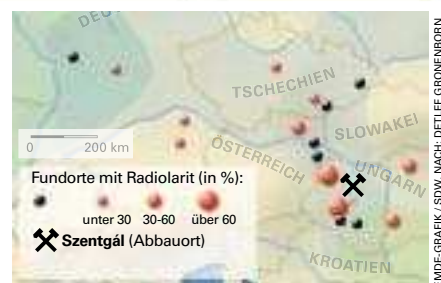 DEU
TSCHECHIEN
SLOWAKEI
ÖSTERREICH
UNGARN
KROATIEN
0 200 km
Fundorte mit Radiolarit (in %):
unter 30 30-60 über 60
Szentgál (Abbauort)
EMDE-GRAFIK / SDW, NACH: DETLEF GRONENBORN